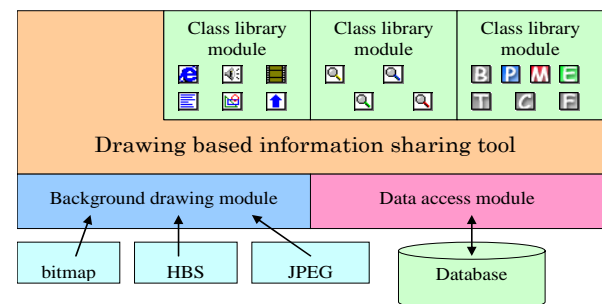 Class library
module
Class library
module
Class library
module
B P M E
T C F
Drawing based information sharing tool
Background drawing module
Data access module
bitmap
HBS
JPEG
Database